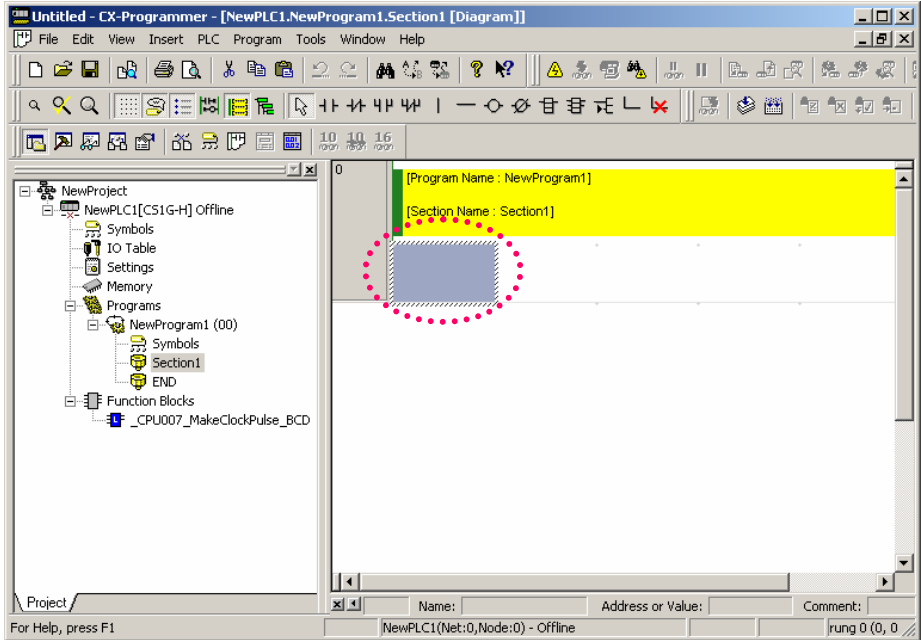 Untitled - CX-Programmer - [NewPLC1.NewProgram1.Section1 [Diagram]]
File Edit View Insert PLC Program Tools Window Help
10 10 16
NewProject
NewPLC1[CS1G-H] Offline
Symbols
IO Table
Settings
Memory
Programs
NewProgram1 (00)
Symbols
Section1
END
Function Blocks
_CPU007_MakeClockPulse_BCD
Project
0
[Program Name : NewProgram1]
[Section Name : Section1]
Name: Address or Value: Comment:
For Help, press F1 NewPLC1(Net:0,Node:0) - Offline rung 0 (0, 0